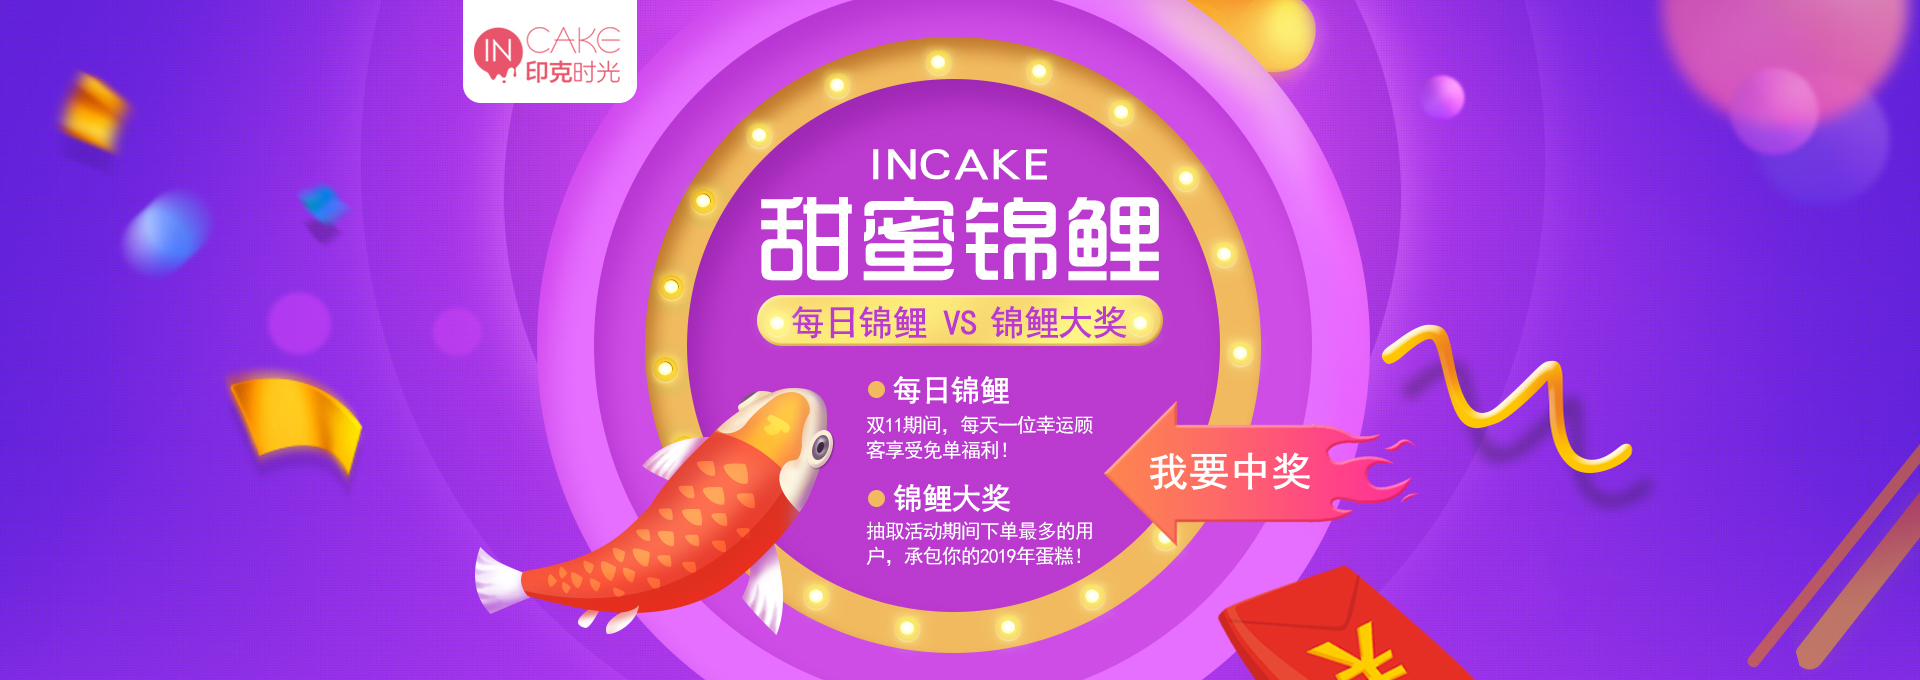 IN CAKE
印克时光
INCAKE
甜蜜锦鲤
每日锦鲤 VS 锦鲤大奖
每日锦鲤
双11期间，每天一位幸运顾
客享受免单福利！
锦鲤大奖
抽取活动期间下单最多的用
户，承包你的2019年蛋糕！
我要中奖
¥